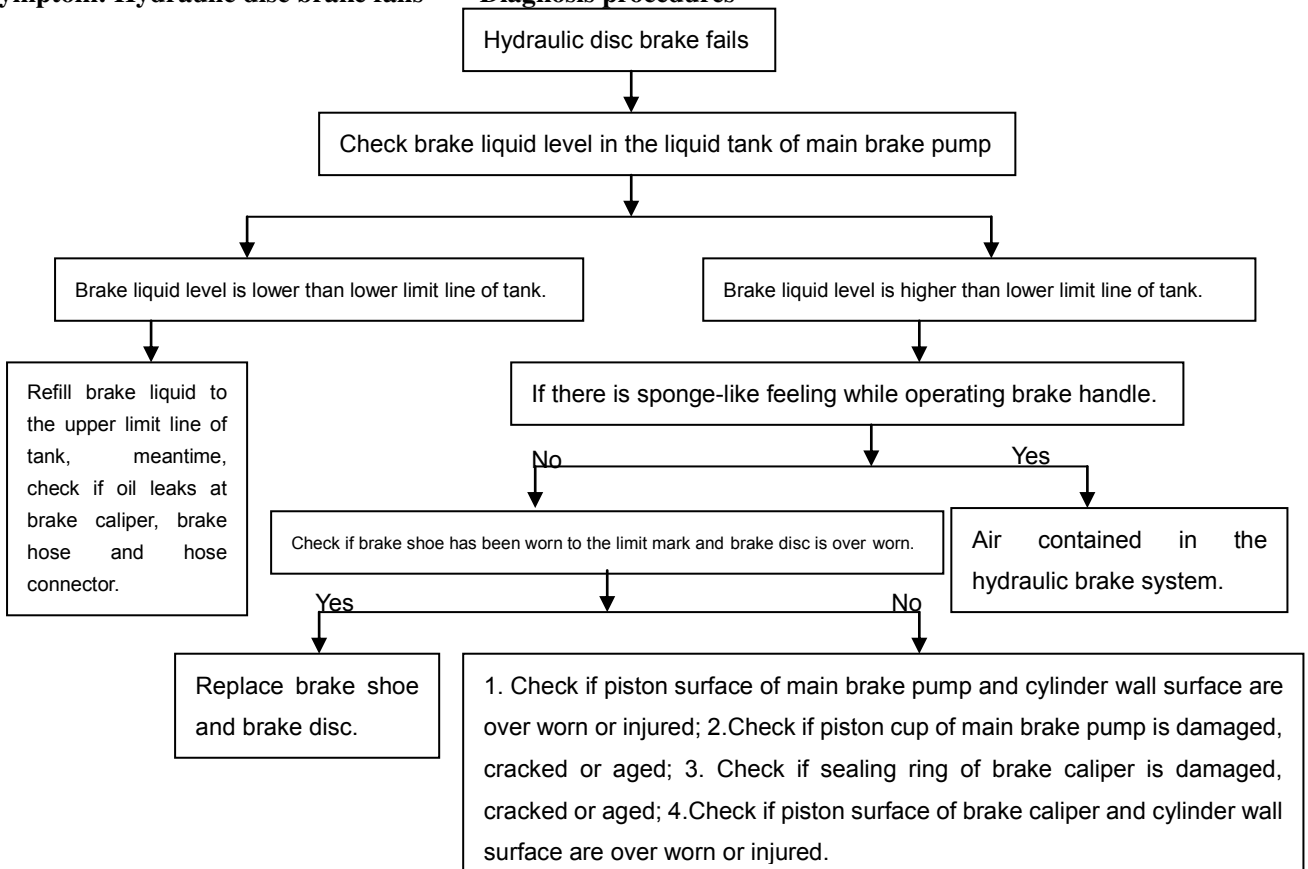 ymptom: Hydraulic disc brake fails Diagnosis procedures
Hydraulic disc brake fails
Check brake liquid level in the liquid tank of main brake pump
Brake liquid level is lower than lower limit line of tank.
Brake liquid level is higher than lower limit line of tank.
Refill brake liquid to
the upper limit line of
tank, meantime,
check if oil leaks at
brake caliper, brake
hose and hose
connector.
If there is sponge-like feeling while operating brake handle.
No
Yes
Check if brake shoe has been worn to the limit mark and brake disc is over worn.
Air contained in the
hydraulic brake system.
Yes
No
Replace brake shoe
and brake disc.
1. Check if piston surface of main brake pump and cylinder wall surface are
over worn or injured; 2.Check if piston cup of main brake pump is damaged,
cracked or aged; 3. Check if sealing ring of brake caliper is damaged,
cracked or aged; 4.Check if piston surface of brake caliper and cylinder wall
surface are over worn or injured.